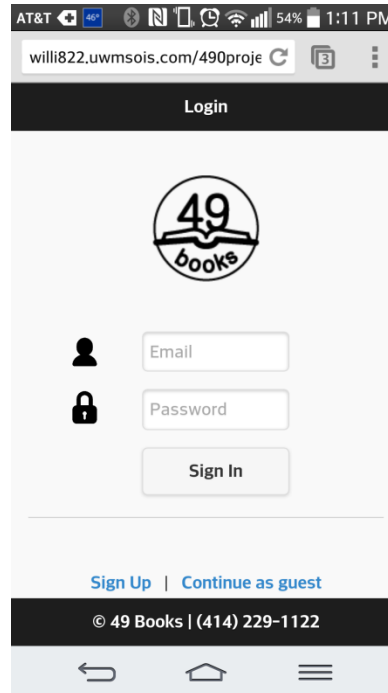 AT&T 46° 54% 1:11 PM
willi822.uwmsois.com/490proje 3
Login
49
books
Email
Password
Sign In
Sign Up | Continue as guest
© 49 Books | (414) 229-1122